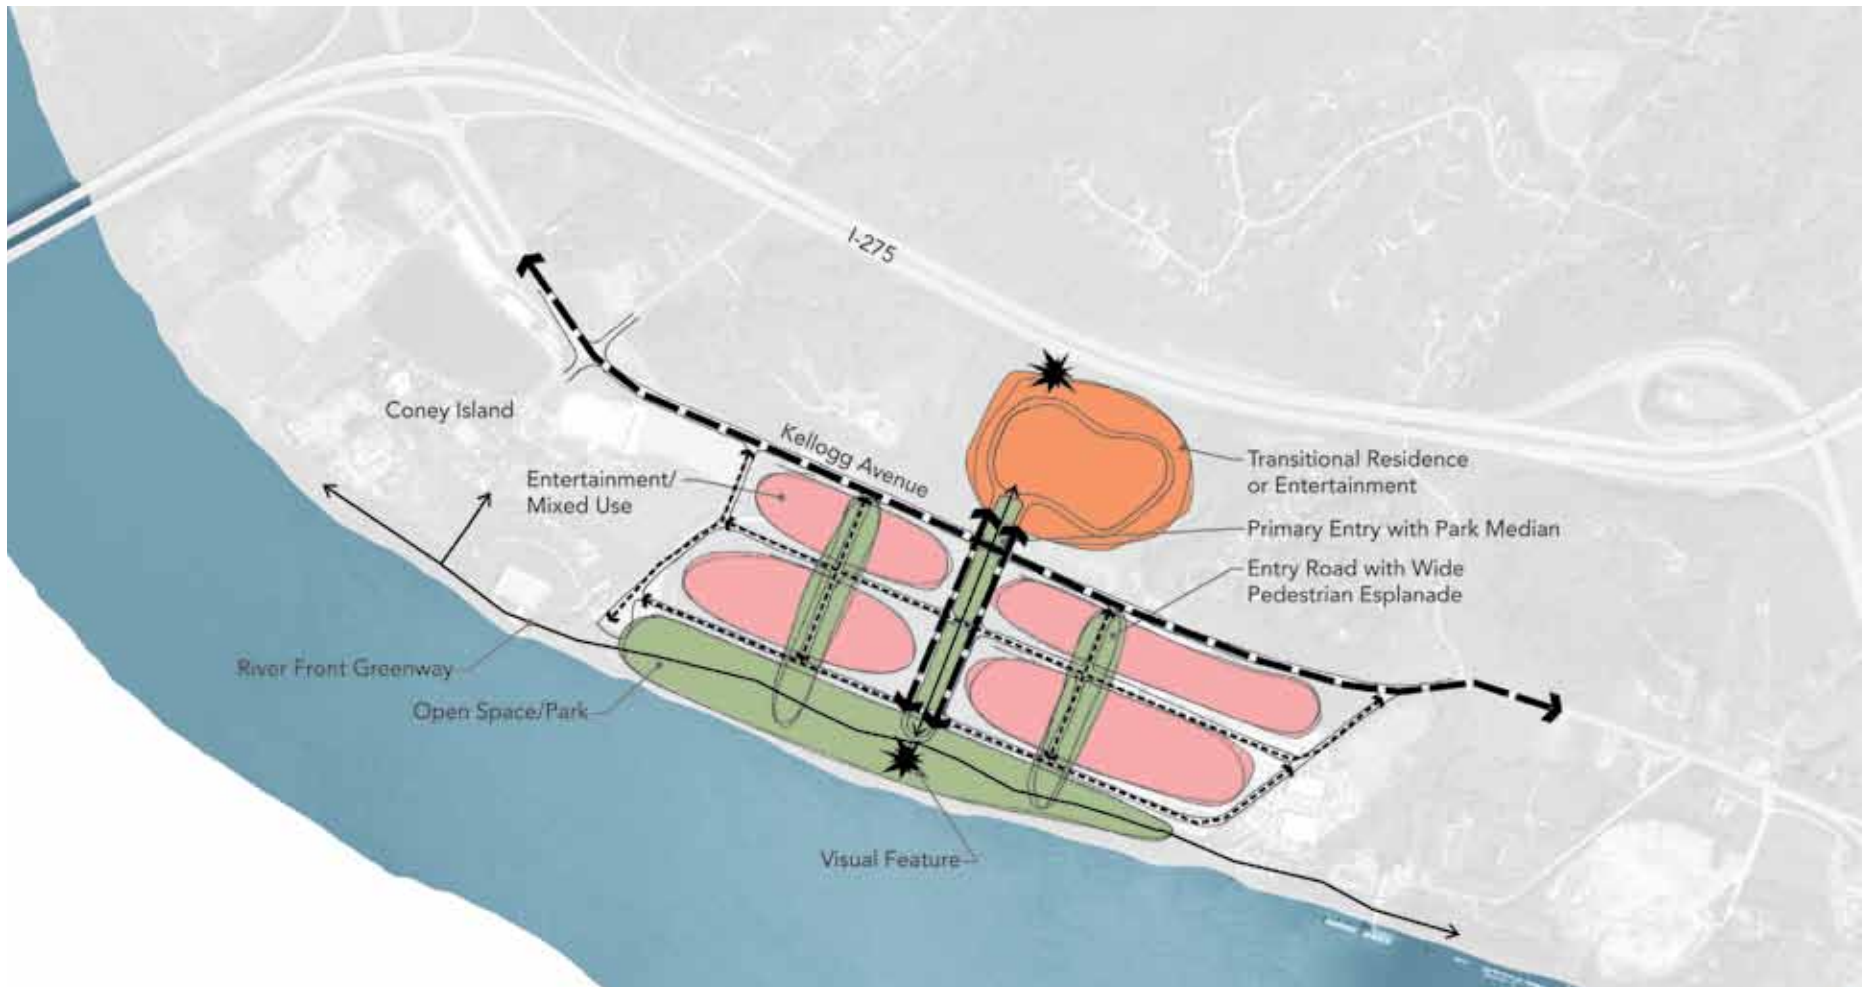 I-275
Coney Island
Kellogg Avenue
Entertainment/
Mixed Use
Transitional Residence
or Entertainment
Primary Entry with Park Median
Entry Road with Wide
Pedestrian Esplanade
River Front Greenway
Open Space/Park
Visual Feature